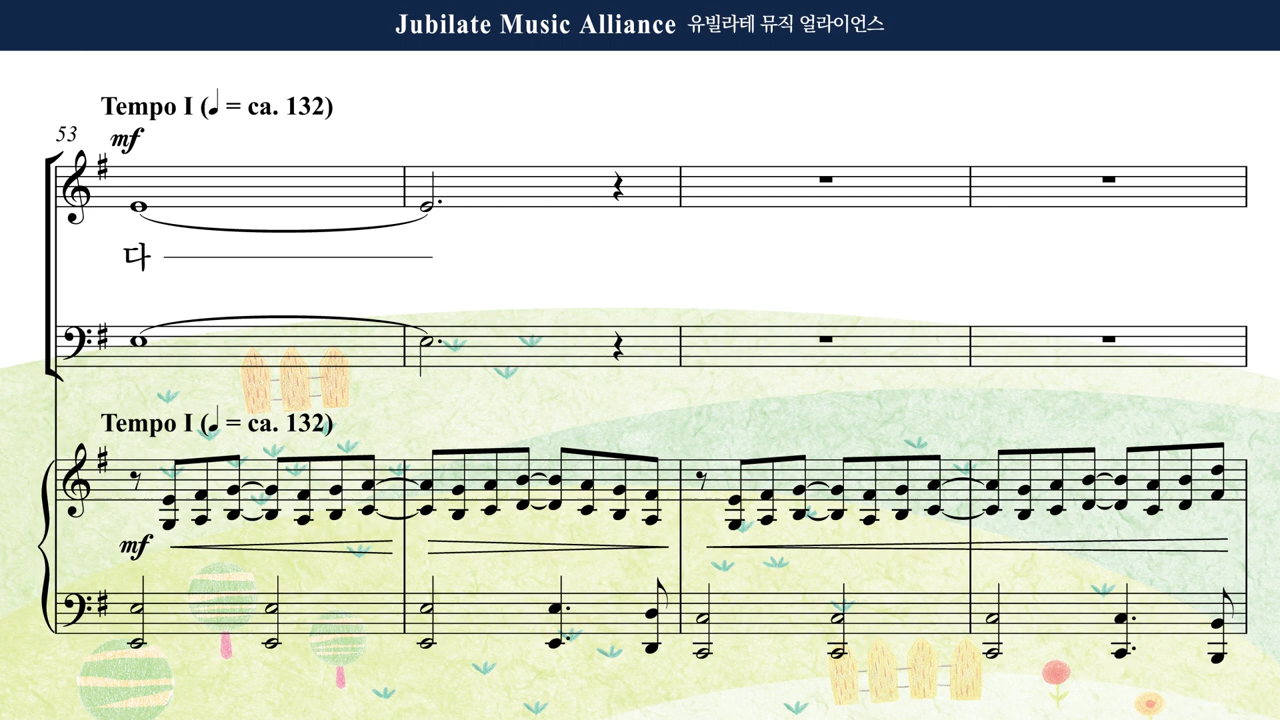 Jubilate Music Alliance 유빌라테 뮤직 얼라이언스
Tempo I (♩ = ca. 132)
53
mf
다
Tempo I (♩ = ca. 132)
mf